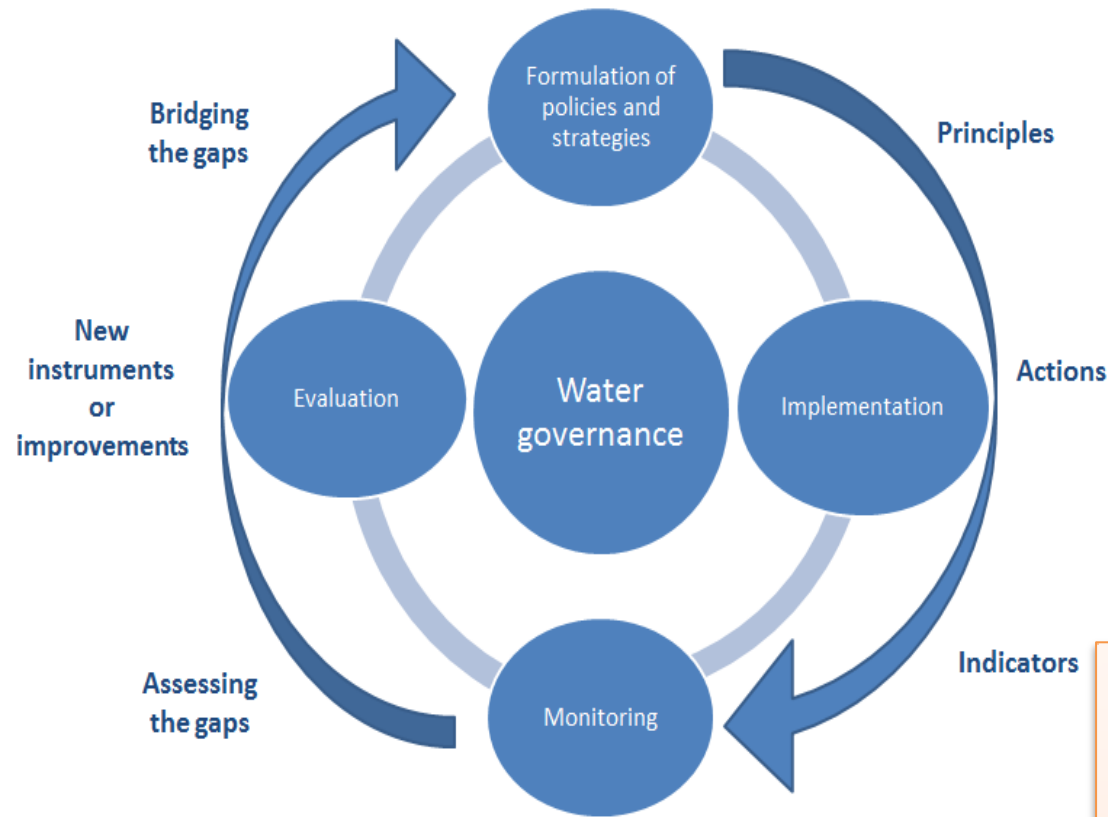 Formulation of
policies and
strategies
Bridging
the gaps
Principles
New
instruments
or
improvements
Evaluation
Water
governance
Implementation
Actions
Assessing
the gaps
Monitoring
Indicators